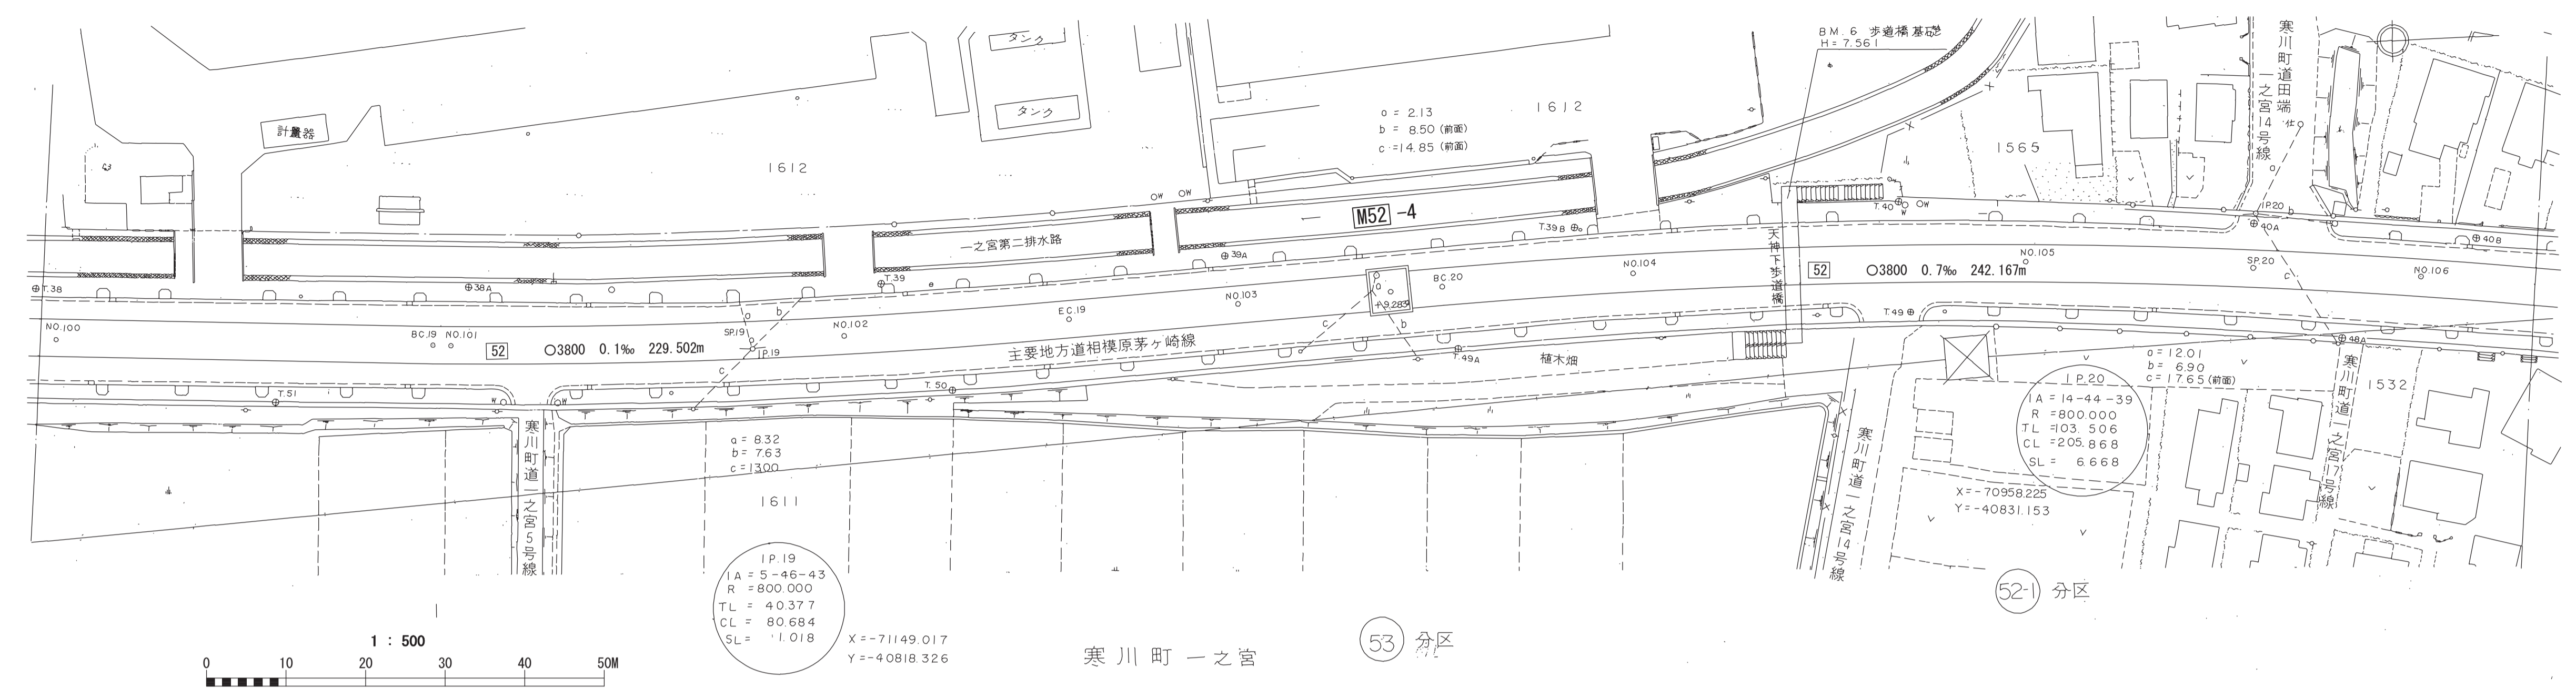 タンク
タンク
計量器
1612
1612
a = 2.13
b = 8.50 (前面)
c =14.85 (前面)
BM.6 歩道橋基礎
H=7.561
寒川町道田端一之宮14号線
1565
M52 -4
一之宮第二排水路
OW
OW
T.38
38A
T.39
39A
T.39B
T.40
W
OW
I.P.20
b
a
40A
40B
天神下歩道橋
NO.100
BC.19
NO.101
SP.19
I.P.19
a
b
c
NO.102
EC.19
NO.103
a
+9.283
b
c
BC.20
NO.104
NO.105
SP.20
c
NO.106
52
O3800 0.1‰ 229.502m
52
O3800 0.7‰ 242.167m
主要地方道相模原茅ヶ崎線
T.51
W
OW
T.50
T.49A
T.49
48A
植木畑
寒川町道一之宮5号線
寒川町道一之宮14号線
寒川町道一之宮17号線
1532
a = 8.32
b = 7.63
c = 13.00
1611
a = 12.01
b = 6.90
c = 17.65 (前面)
I P.20
IA = 14-44-39
R = 800.000
TL = 103.506
CL = 205.868
SL = 6.668
X=-70958.225
Y=-40831.153
I P.19
IA = 5-46-43
R = 800.000
TL = 40.377
CL = 80.684
SL = 1.018
X=-71149.017
Y=-40818.326
寒川町一之宮
53 分区
52-1 分区
1 : 500
0 10 20 30 40 50M